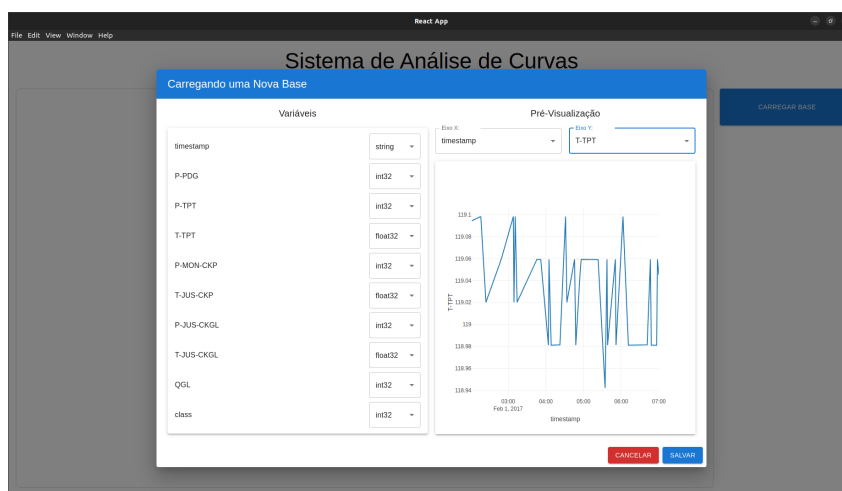 React App
File Edit View Window Help
Sistema de Análise de Curvas
Carregando uma Nova Base
CARREGAR BASE
Variáveis
timestamp string
P-PDG int32
P-TPT int32
T-TPT float32
P-MON-CKP int32
T-JUS-CKP float32
P-JUS-CKGL int32
T-JUS-CKGL float32
QGL int32
class int32
Pré-Visualização
Eixo X: timestamp
Eixo Y: T-TPT
119.1
119.08
119.06
119.04
119.02
119
118.98
118.96
118.94
T-TPT
03:00 04:00 05:00 06:00 07:00
Feb 1, 2017
timestamp
CANCELAR SALVAR